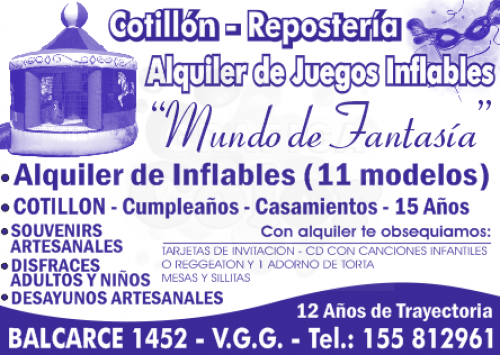 Cotillón - Repostería
Alquiler de Juegos Inflables
"Mundo de Fantasía"
• Alquiler de Inflables (11 modelos)
• COTILLON - Cumpleaños - Casamientos - 15 Años
• SOUVENIRS
ARTESANALES
• DISFRACES
ADULTOS Y NIÑOS
• DESAYUNOS ARTESANALES
Con alquiler te obsequiamos:
TARJETAS DE INVITACIÓN - CD CON CANCIONES INFANTILES
O REGGEATON Y 1 ADORNO DE TORTA
MESAS Y SILLITAS
12 Años de Trayectoria
BALCARCE 1452 - V.G.G. - Tel.: 155 812961